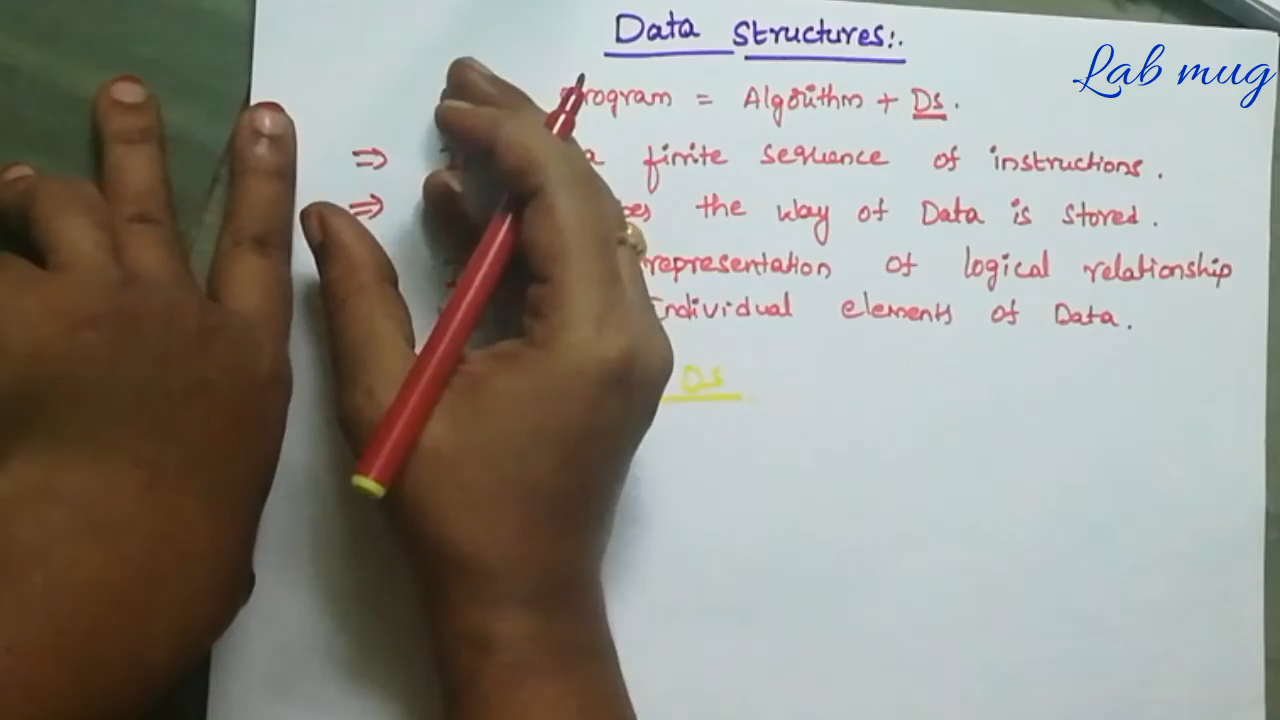 Data Structures:.
Lab mug
Program = Algorithm + Ds.
⇒ a finite sequence of instructions.
⇒ the way of Data is stored.
representation of logical relationship
Individual elements of Data.
Ds